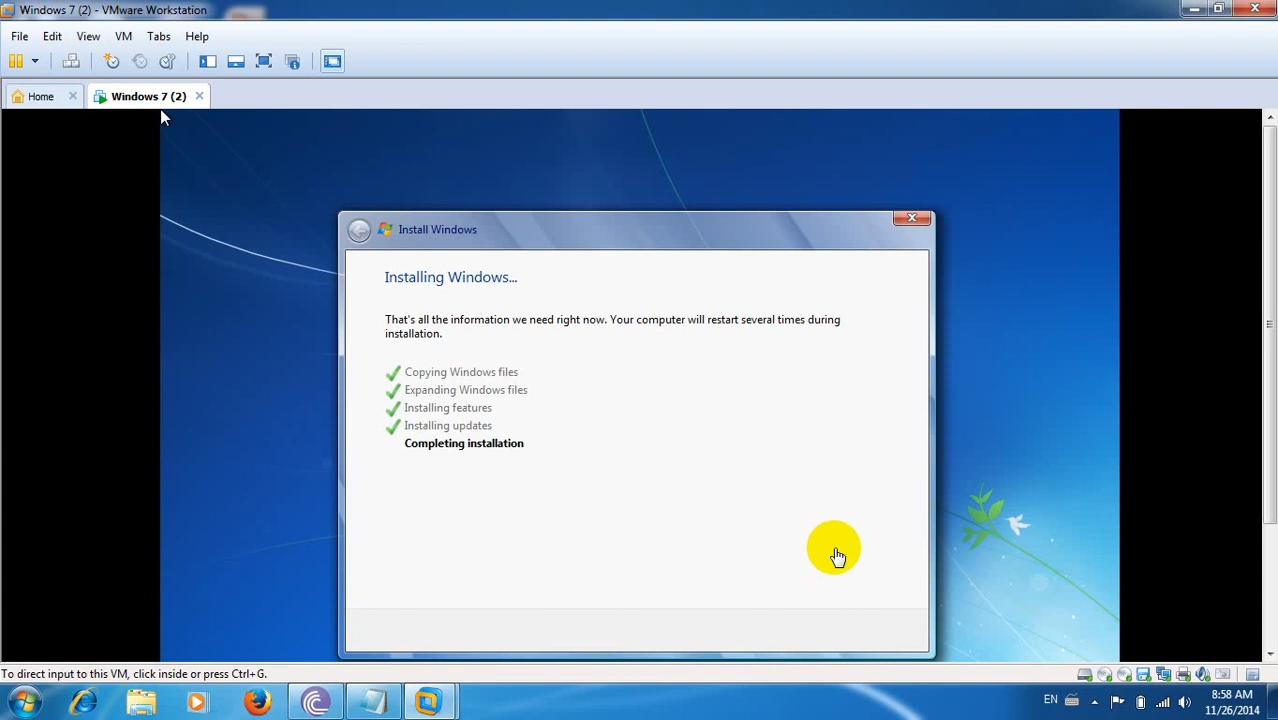 Windows 7 (2) - VMware Workstation
File Edit View VM Tabs Help
Home Windows 7 (2)
Install Windows
Installing Windows...
That's all the information we need right now. Your computer will restart several times during
installation.
Copying Windows files
Expanding Windows files
Installing features
Installing updates
Completing installation
To direct input to this VM, click inside or press Ctrl+G.
EN
8:58 AM
11/26/2014